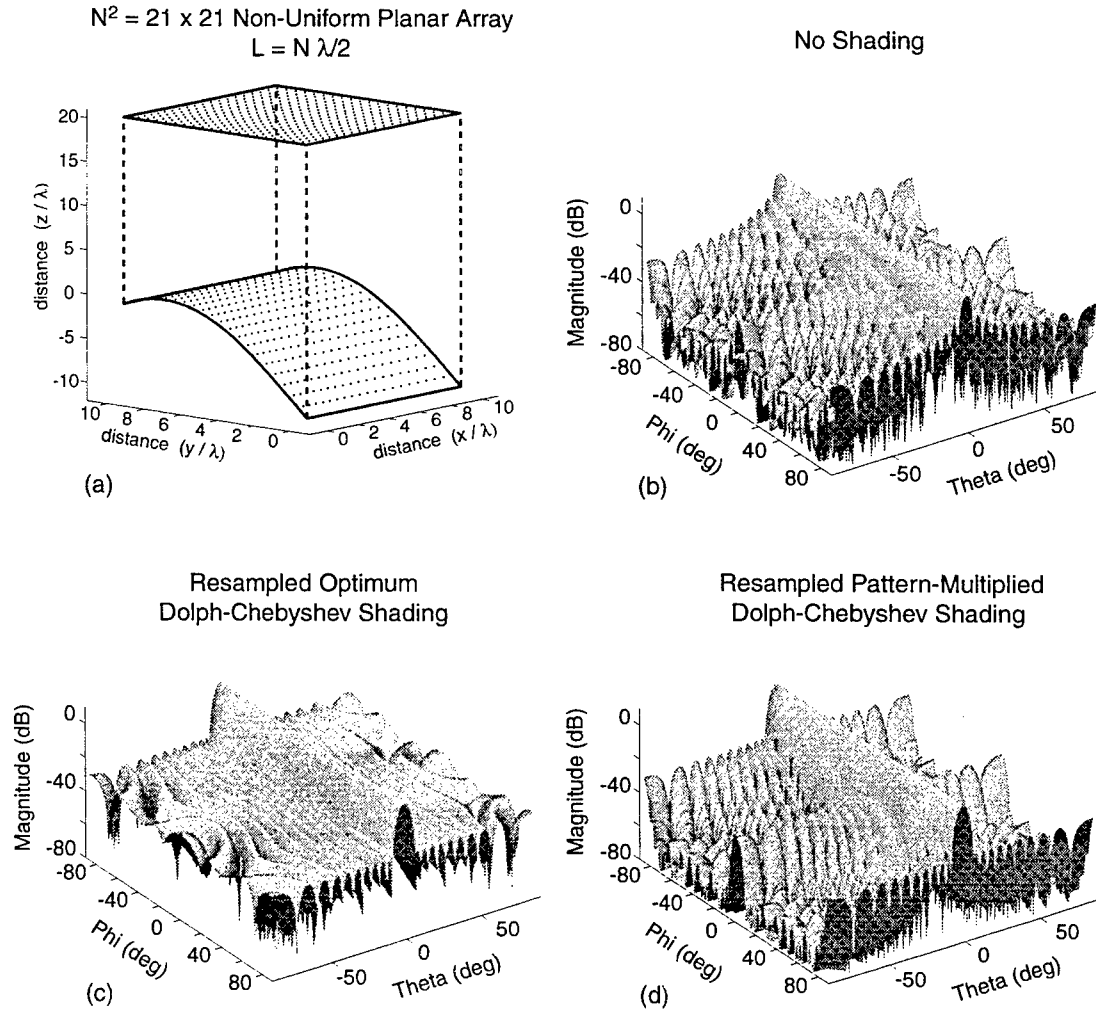 N² = 21 x 21 Non-Uniform Planar Array
L = N λ/2
20
15
10
5
0
-5
-10
distance (z / λ)
10 8 6 4 2 0
distance (y / λ)
0 2 4 6 8 10
distance (x / λ)
(a)
No Shading
0
-40
-80
Magnitude (dB)
-80
-40
0
40
80
Phi (deg)
-50
0
50
Theta (deg)
(b)
Resampled Optimum
Dolph-Chebyshev Shading
0
-40
-80
Magnitude (dB)
-80
-40
0
40
80
Phi (deg)
-50
0
50
Theta (deg)
(c)
Resampled Pattern-Multiplied
Dolph-Chebyshev Shading
0
-40
-80
Magnitude (dB)
-80
-40
0
40
80
Phi (deg)
-50
0
50
Theta (deg)
(d)